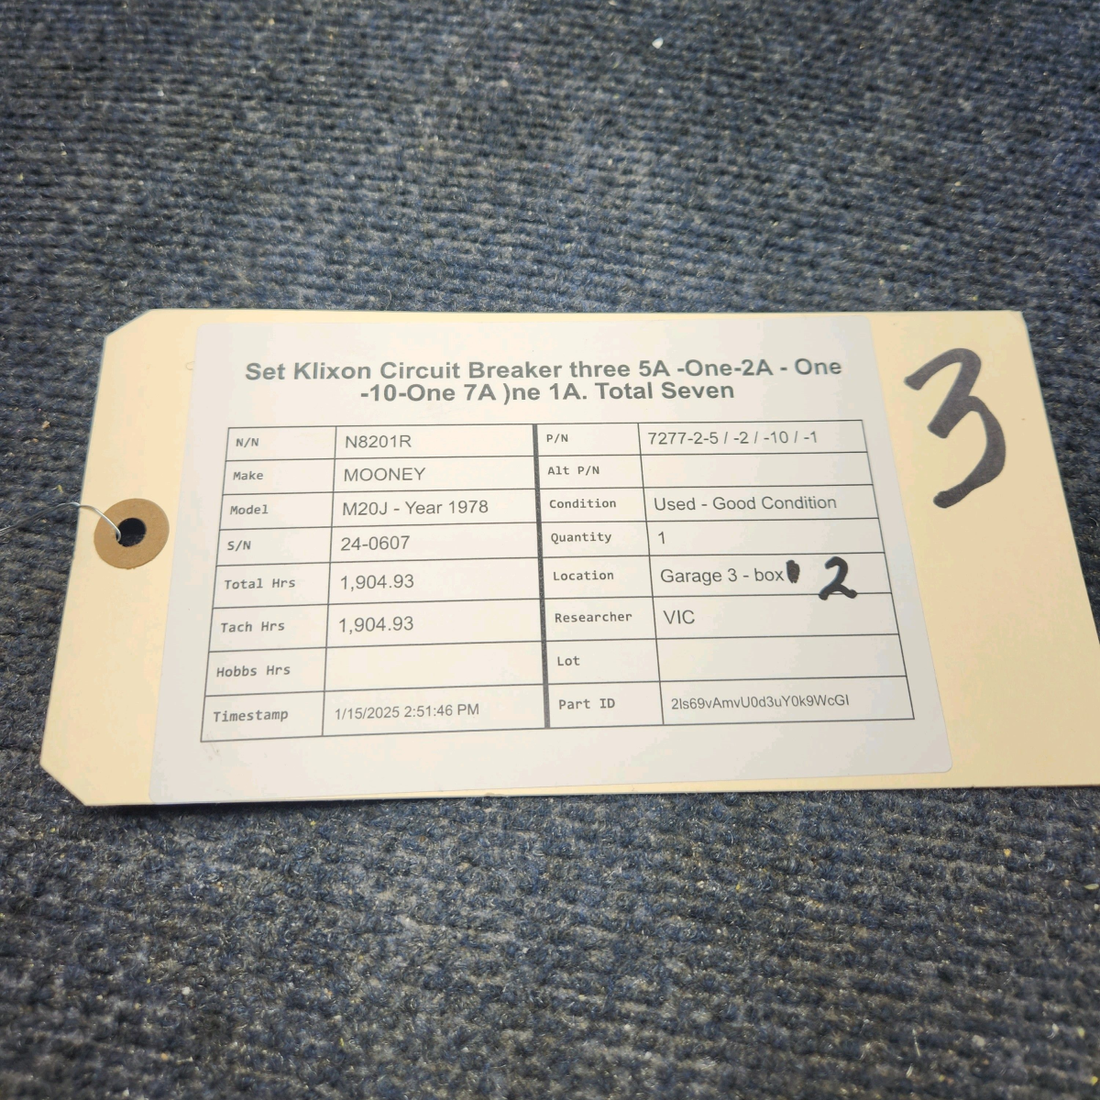 Set Klixon Circuit Breaker three 5A -One-2A - One
-10-One 7A )ne 1A. Total Seven
N/N N8201R P/N 7277-2-5 / -2 / -10 / -1
Make MOONEY Alt P/N
Model M20J - Year 1978 Condition Used - Good Condition
S/N 24-0607 Quantity 1
Total Hrs 1,904.93 Location Garage 3 - box 2
Tach Hrs 1,904.93 Researcher VIC
Hobbs Hrs Lot
Timestamp 1/15/2025 2:51:46 PM Part ID 2Is69vAmvU0d3uY0k9WcGI
3